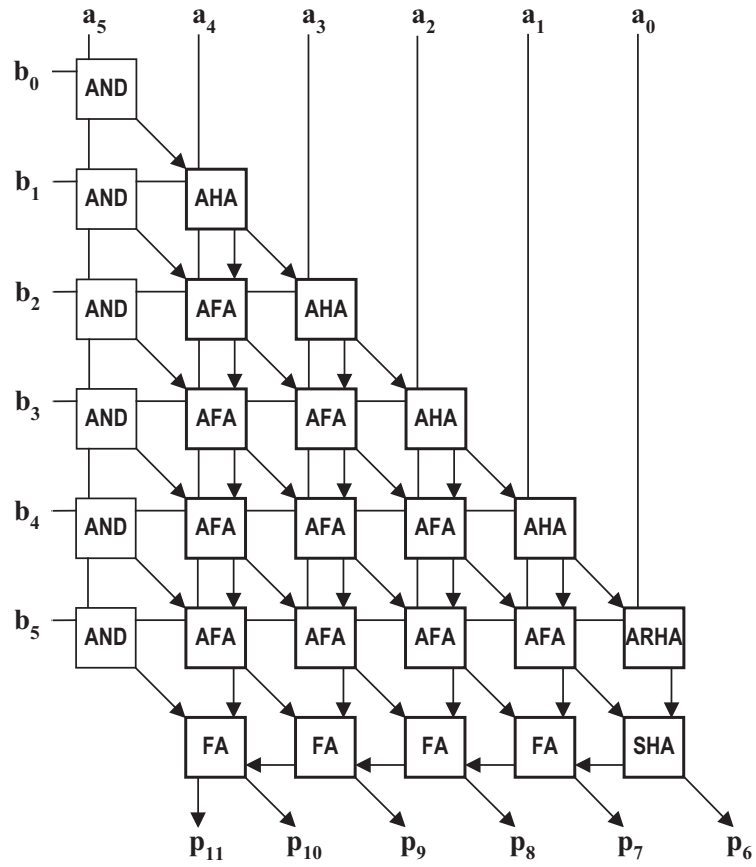 a₅ a₄ a₃ a₂ a₁ a₀
b₀ AND
b₁ AND AHA
b₂ AND AFA AHA
b₃ AND AFA AFA AHA
b₄ AND AFA AFA AFA AHA
b₅ AND AFA AFA AFA AFA ARHA
FA FA FA FA SHA
p₁₁ p₁₀ p₉ p₈ p₇ p₆